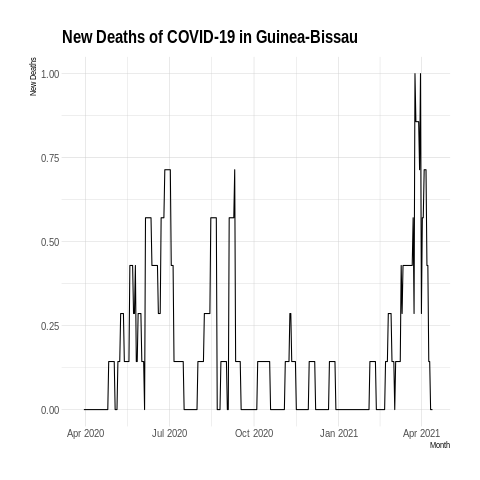 New Deaths of COVID-19 in Guinea-Bissau
New Deaths
1.00
0.75
0.50
0.25
0.00
Apr 2020 Jul 2020 Oct 2020 Jan 2021 Apr 2021
Month